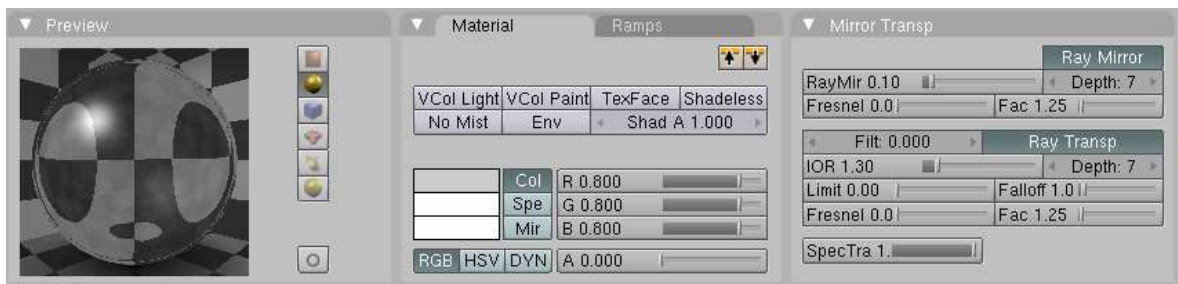 Preview
Material
Ramps
VCol Light VCol Paint TexFace Shadeless
No Mist Env Shad A 1.000
Col R 0.800
Spe G 0.800
Mir B 0.800
RGB HSV DYN A 0.000
Mirror Transp
Ray Mirror
RayMir 0.10 Depth: 7
Fresnel 0.0 Fac 1.25
Filt: 0.000 Ray Transp
IOR 1.30 Depth: 7
Limit 0.00 Falloff 1.0
Fresnel 0.0 Fac 1.25
SpecTra 1.